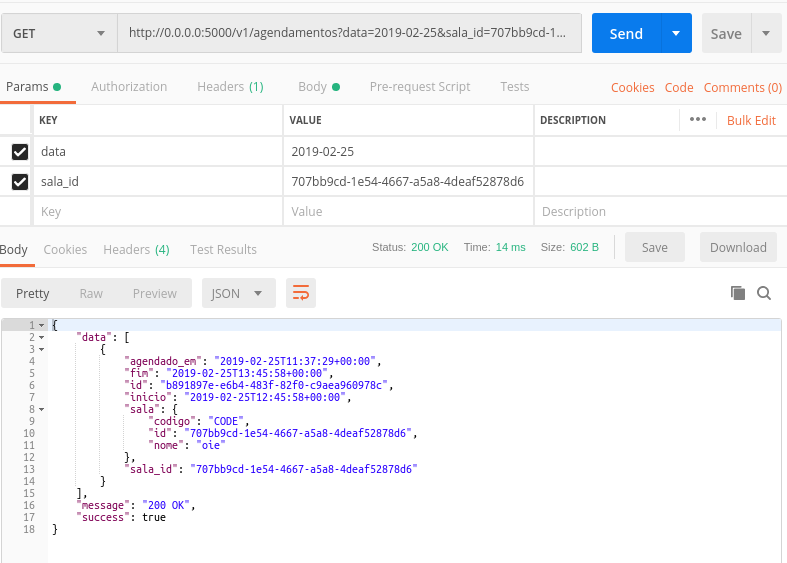 GET http://0.0.0.0:5000/v1/agendamentos?data=2019-02-25&sala_id=707bb9cd-1... Send Save
Params Authorization Headers (1) Body Pre-request Script Tests Cookies Code Comments (0)
KEY VALUE DESCRIPTION ••• Bulk Edit
data 2019-02-25
sala_id 707bb9cd-1e54-4667-a5a8-4deaf52878d6
Key Value Description
Body Cookies Headers (4) Test Results Status: 200 OK Time: 14 ms Size: 602 B Save Download
Pretty Raw Preview JSON
1 {
2 "data": [
3 {
4 "agendado_em": "2019-02-25T11:37:29+00:00",
5 "fim": "2019-02-25T13:45:58+00:00",
6 "id": "b891897e-e6b4-483f-82f0-c9aea960978c",
7 "inicio": "2019-02-25T12:45:58+00:00",
8 "sala": {
9 "codigo": "CODE",
10 "id": "707bb9cd-1e54-4667-a5a8-4deaf52878d6",
11 "nome": "oie"
12 },
13 "sala_id": "707bb9cd-1e54-4667-a5a8-4deaf52878d6"
14 }
15 ],
16 "message": "200 OK",
17 "success": true
18 }